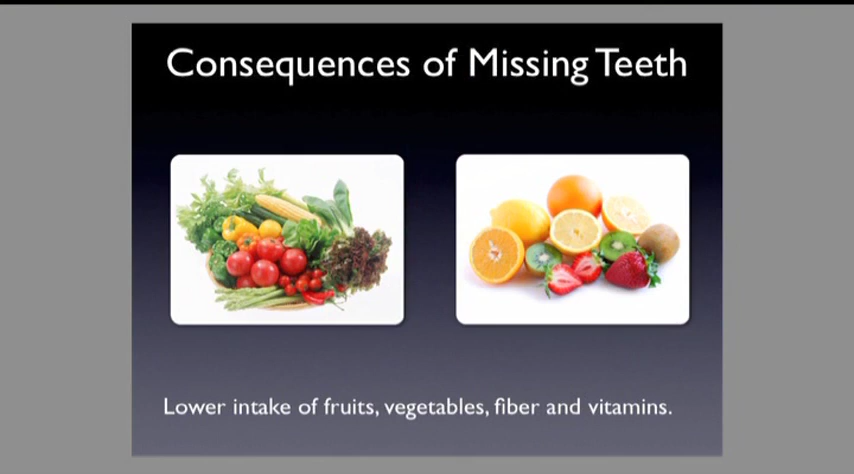 Consequences of Missing Teeth
Lower intake of fruits, vegetables, fiber and vitamins.